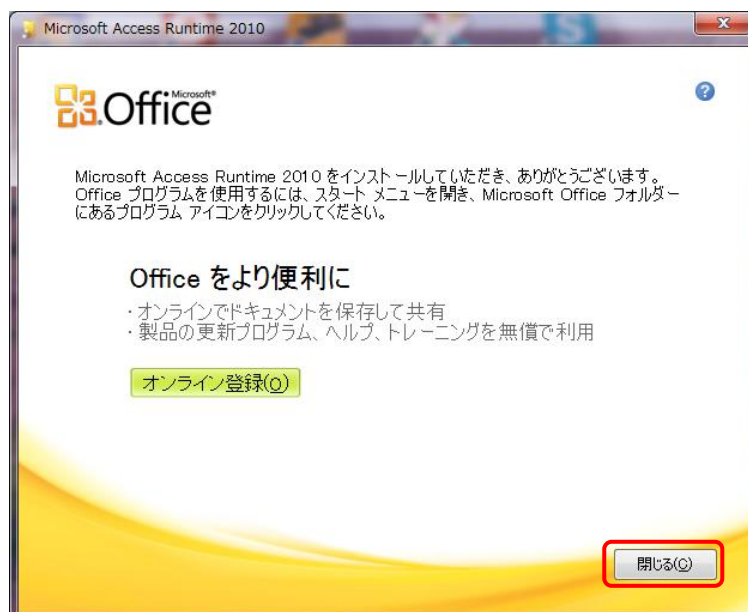 Microsoft Access Runtime 2010
Microsoft®
Office
Microsoft Access Runtime 2010 をインストールしていただき、ありがとうございます。
Office プログラムを使用するには、スタート メニューを開き、Microsoft Office フォルダー
にあるプログラム アイコンをクリックしてください。
Office をより便利に
・オンラインでドキュメントを保存して共有
・製品の更新プログラム、ヘルプ、トレーニングを無償で利用
オンライン登録(O)
閉じる(C)